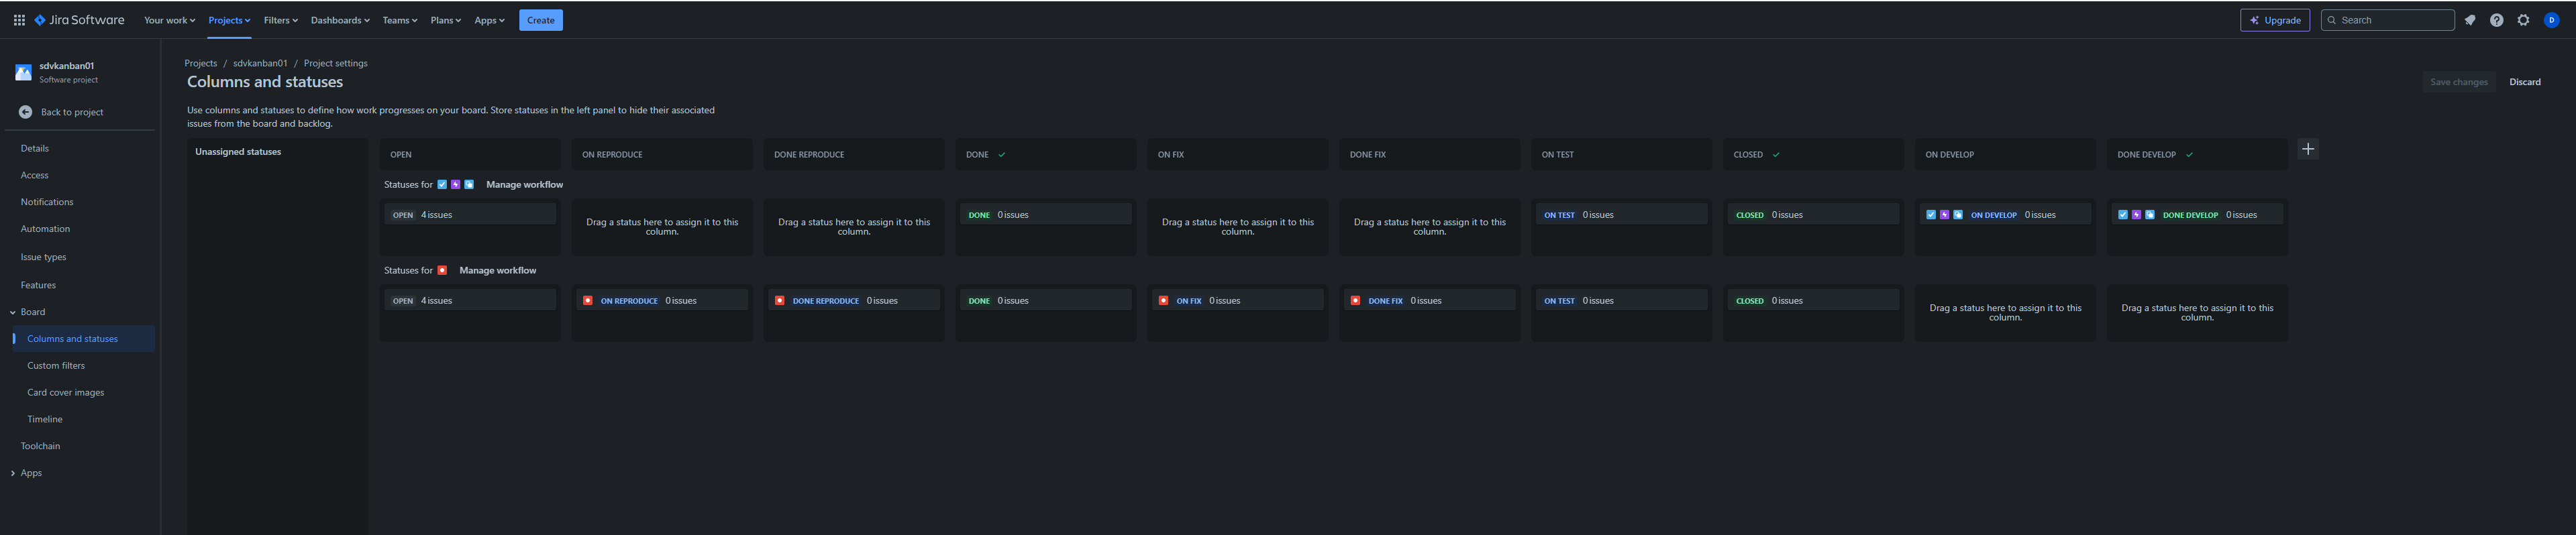 Jira Software
Your work
Projects
Filters
Dashboards
Teams
Plans
Apps
Create
Upgrade
Search
D
sdvkanban01
Software project
Back to project
Details
Access
Notifications
Automation
Issue types
Features
Board
Columns and statuses
Custom filters
Card cover images
Timeline
Toolchain
Apps
Projects / sdvkanban01 / Project settings
Columns and statuses
Save changes
Discard
Use columns and statuses to define how work progresses on your board. Store statuses in the left panel to hide their associated
issues from the board and backlog.
Unassigned statuses
OPEN
ON REPRODUCE
DONE REPRODUCE
DONE
ON FIX
DONE FIX
ON TEST
CLOSED
ON DEVELOP
DONE DEVELOP
Statuses for
Manage workflow
OPEN 4 issues
Drag a status here to assign it to this
column.
Drag a status here to assign it to this
column.
DONE 0 issues
Drag a status here to assign it to this
column.
Drag a status here to assign it to this
column.
ON TEST 0 issues
CLOSED 0 issues
ON DEVELOP 0 issues
DONE DEVELOP 0 issues
Statuses for
Manage workflow
OPEN 4 issues
ON REPRODUCE 0 issues
DONE REPRODUCE 0 issues
DONE 0 issues
ON FIX 0 issues
DONE FIX 0 issues
ON TEST 0 issues
CLOSED 0 issues
Drag a status here to assign it to this
column.
Drag a status here to assign it to this
column.